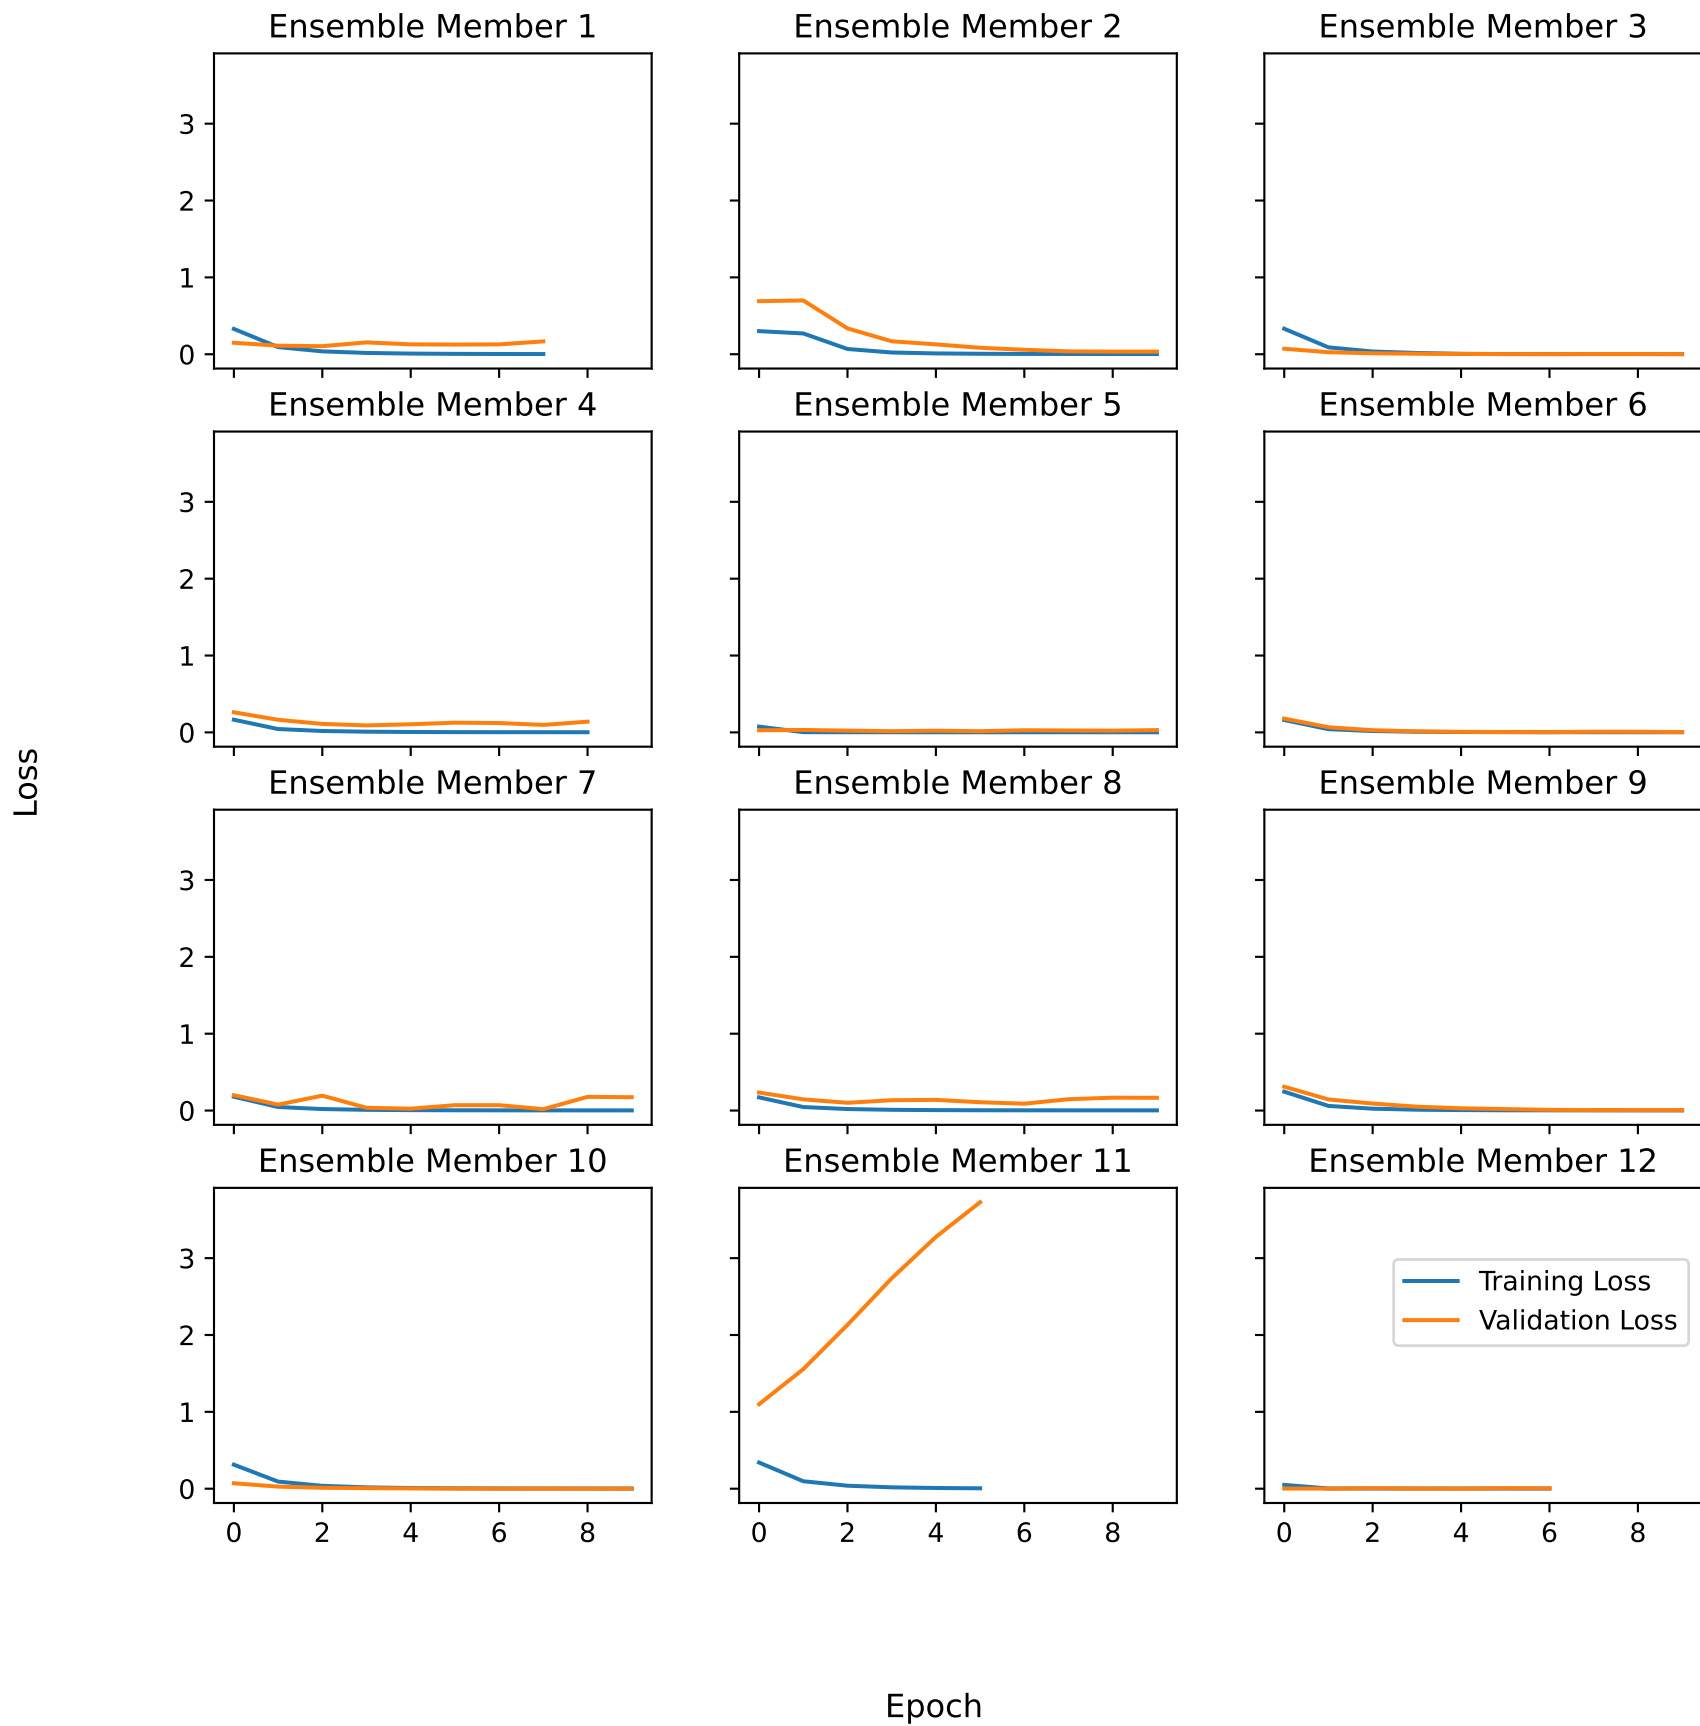 Ensemble Member 1
Ensemble Member 2
Ensemble Member 3
3
2
1
0
Ensemble Member 4
Ensemble Member 5
Ensemble Member 6
3
2
1
0
Loss
Ensemble Member 7
Ensemble Member 8
Ensemble Member 9
3
2
1
0
Ensemble Member 10
Ensemble Member 11
Ensemble Member 12
3
2
1
0
Training Loss
Validation Loss
0 2 4 6 8
0 2 4 6 8
0 2 4 6 8
Epoch